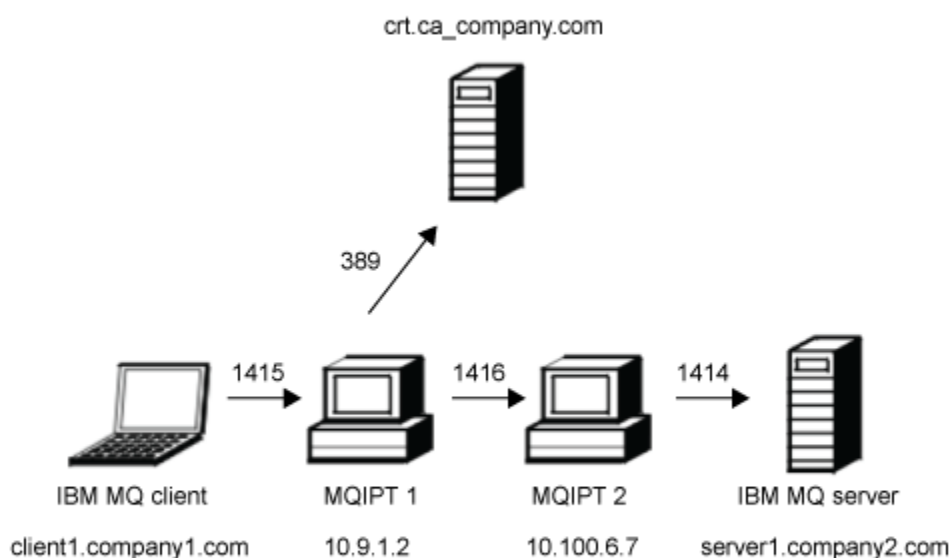 crt.ca_company.com
389
1415
1416
1414
IBM MQ client
MQIPT 1
MQIPT 2
IBM MQ server
client1.company1.com
10.9.1.2
10.100.6.7
server1.company2.com